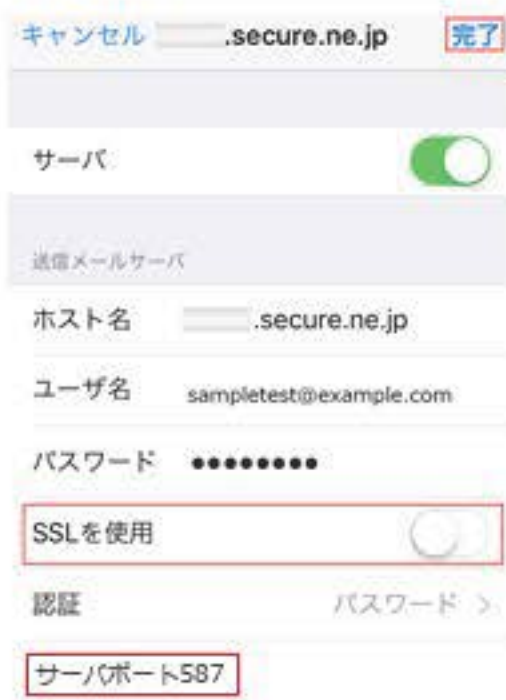 キャンセル .secure.ne.jp 完了
サーバ
送信メールサーバ
ホスト名 .secure.ne.jp
ユーザ名 sampletest@example.com
パスワード ●●●●●●●●
SSLを使用
認証 パスワード >
サーバポート587